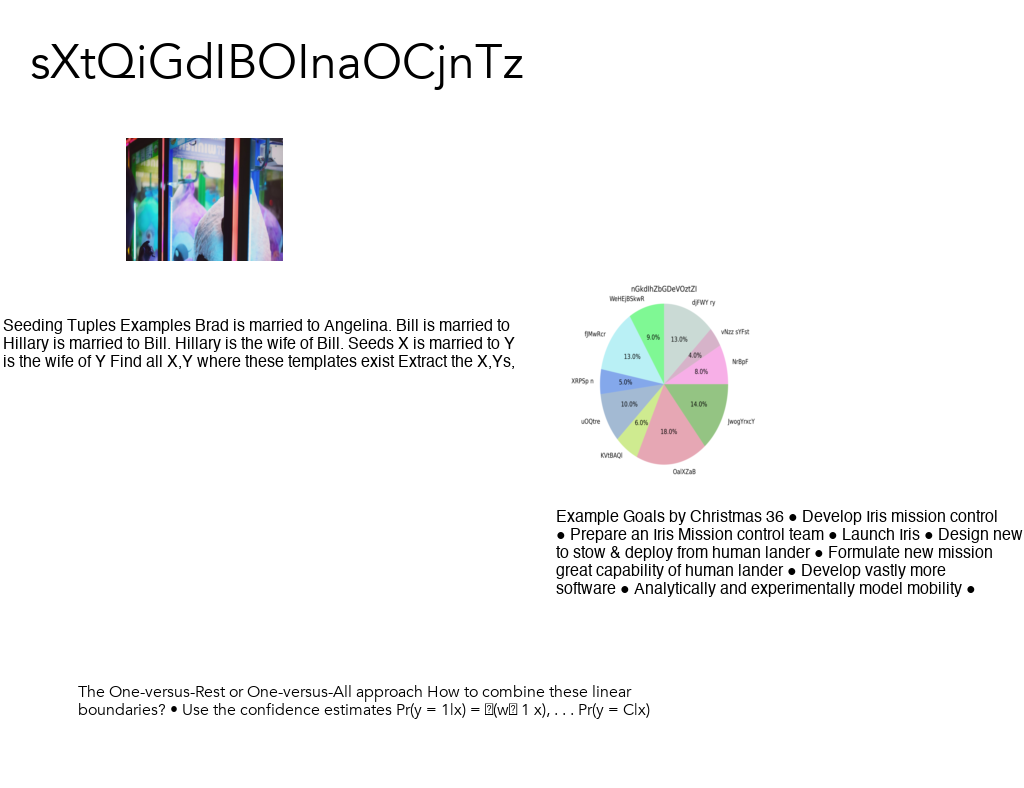 sXtQiGdIBOInaOCjnTz
Seeding Tuples Examples Brad is married to Angelina. Bill is married to
Hillary is married to Bill. Hillary is the wife of Bill. Seeds X is married to Y
is the wife of Y Find all X,Y where these templates exist Extract the X,Ys,
nGkdIhZbGDeVOztZI
WeHEjBSkwR
djFWY ry
fJMwRcr
vNzz sYFst
9.0%
13.0%
13.0%
4.0%
NrBpF
8.0%
XRPSp n
5.0%
10.0%
14.0%
uOQtre
6.0%
18.0%
JwogYrxcY
KVtBAQl
OalXZaB
Example Goals by Christmas 36 ● Develop Iris mission control
● Prepare an Iris Mission control team ● Launch Iris ● Design new
to stow & deploy from human lander ● Formulate new mission
great capability of human lander ● Develop vastly more
software ● Analytically and experimentally model mobility ●
The One-versus-Rest or One-versus-All approach How to combine these linear
boundaries? • Use the confidence estimates Pr(y = 1|x) = (w 1 x), . . . Pr(y = C|x)